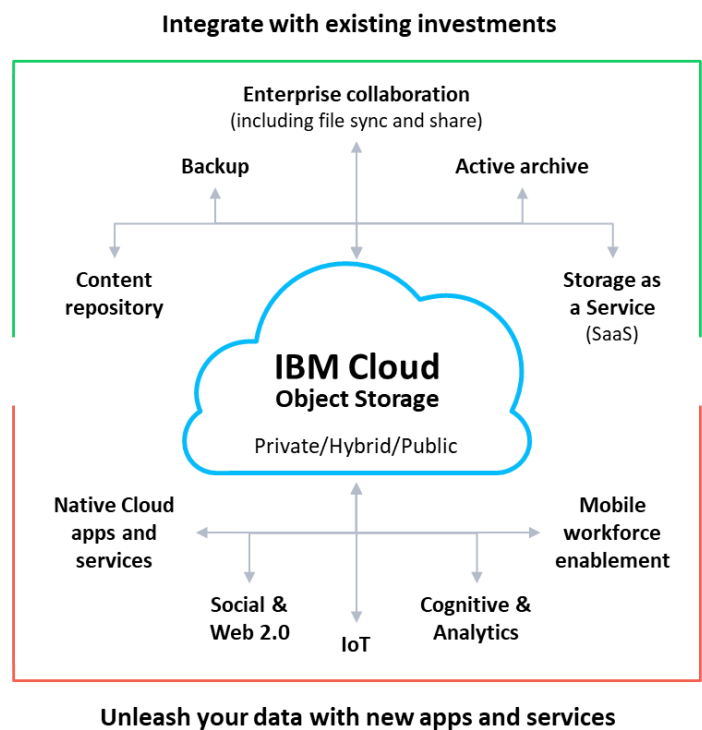 Integrate with existing investments
Enterprise collaboration
(including file sync and share)
Backup
Active archive
Content
repository
Storage as
a Service
(SaaS)
IBM Cloud
Object Storage
Private/Hybrid/Public
Native Cloud
apps and
services
Mobile
workforce
enablement
Social &
Web 2.0
IoT
Cognitive &
Analytics
Unleash your data with new apps and services